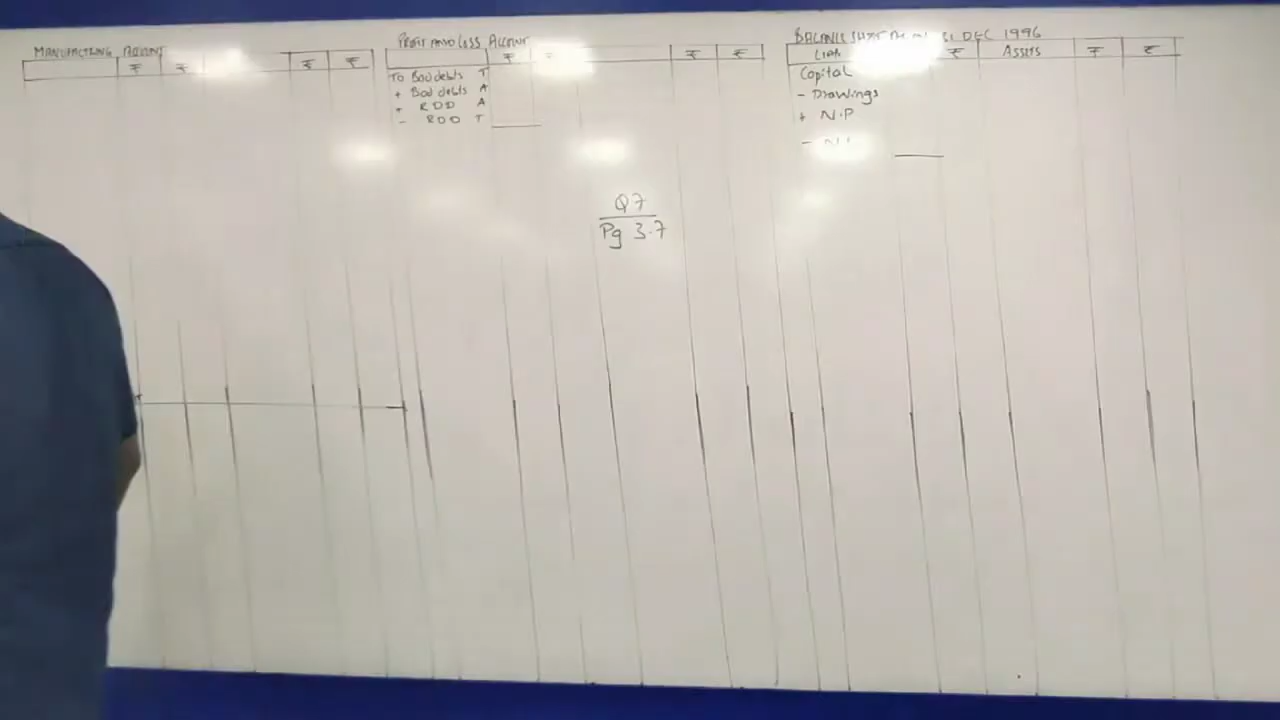 MANUFACTURING ACCOUNT
₹ ₹ ₹ ₹
PROFIT AND LOSS ACCOUNT
₹ ₹ ₹
To Bad debts T
+ Bad debts A
+ RDD A
- RDD T
BALANCE SHEET DEC 1996
LIAB ₹ ASSETS ₹ ₹
Capital
- Drawings
+ N.P
-
Q7
Pg 3.7